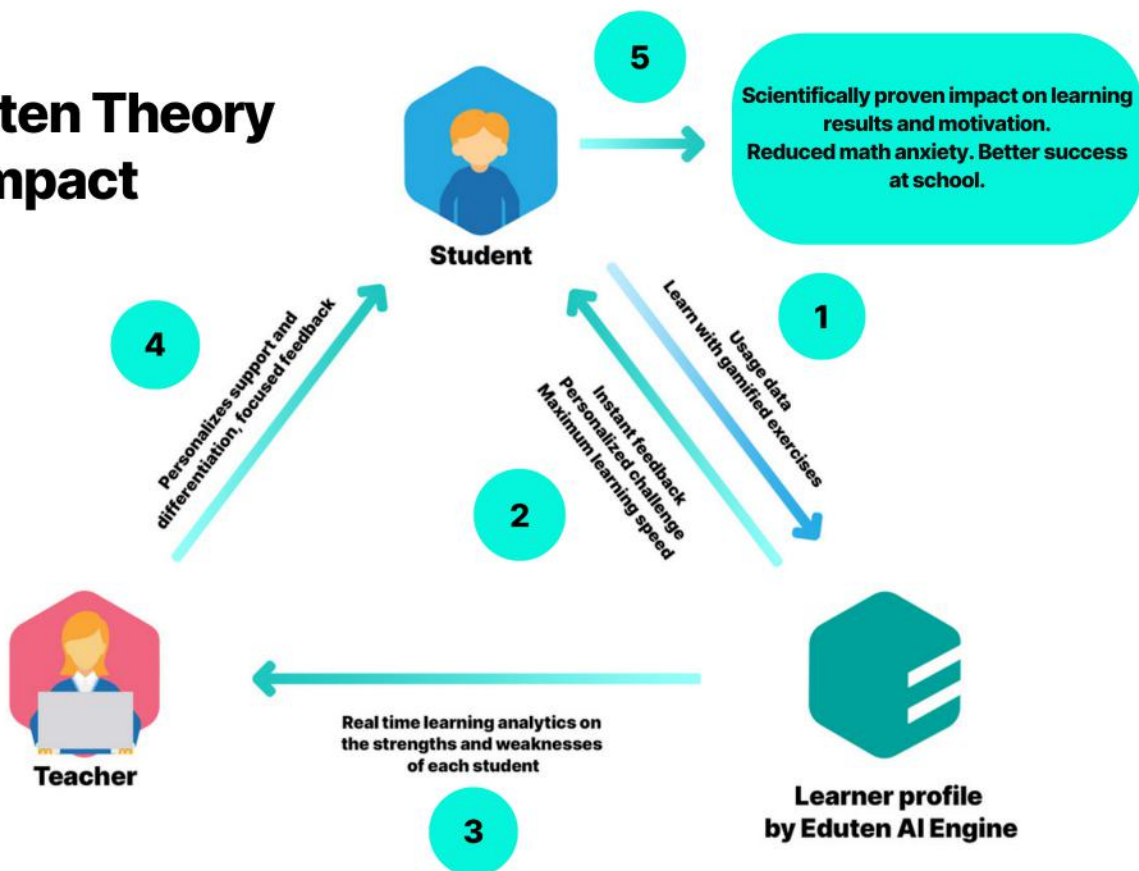 ten Theory
mpact
5
Scientifically proven impact on learning
results and motivation.
Reduced math anxiety. Better success
at school.
Student
1
Usage data
Learn with gamified exercises
4
Personalizes support and
differentiation, focused feedback
2
Instant feedback
Personalized challenge
Maximum learning speed
Teacher
Real time learning analytics on
the strengths and weaknesses
of each student
3
Learner profile
by Eduten AI Engine